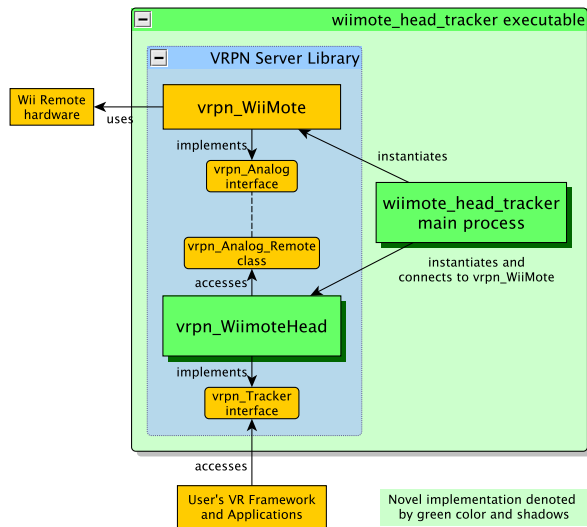 wiimote_head_tracker executable
VRPN Server Library
Wii Remote
hardware
uses
vrpn_WiiMote
implements
instantiates
vrpn_Analog
interface
wiimote_head_tracker
main process
vrpn_Analog_Remote
class
accesses
instantiates and
connects to vrpn_WiiMote
vrpn_WiimoteHead
implements
vrpn_Tracker
interface
accesses
User's VR Framework
and Applications
Novel implementation denoted
by green color and shadows